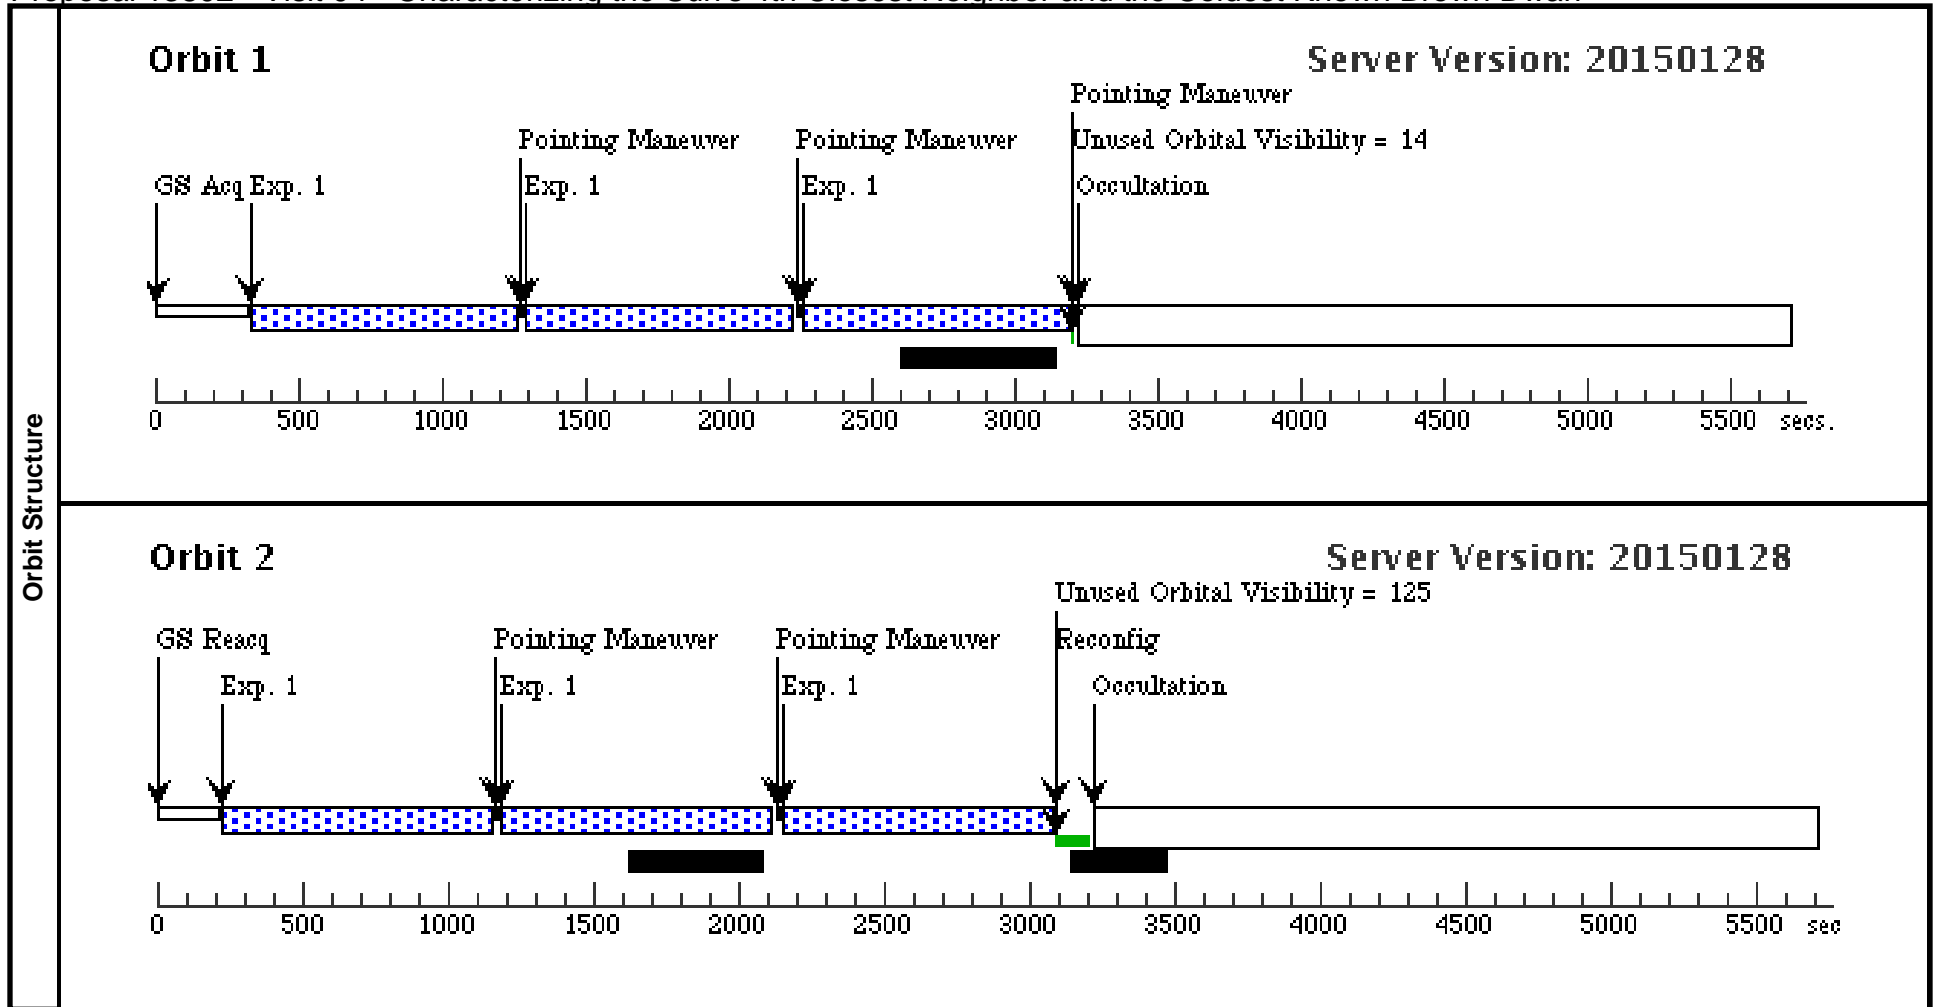 Orbit Structure
Orbit 1
Server Version: 20150128
Pointing Maneuver
Pointing Maneuver Pointing Maneuver Unused Orbital Visibility = 14
GS Acq Exp. 1 Exp. 1 Exp. 1 Occultation
0 500 1000 1500 2000 2500 3000 3500 4000 4500 5000 5500 secs.
Orbit 2
Server Version: 20150128
Unused Orbital Visibility = 125
GS Reacq Pointing Maneuver Pointing Maneuver Reconfig
Exp. 1 Exp. 1 Exp. 1 Occultation
0 500 1000 1500 2000 2500 3000 3500 4000 4500 5000 5500 sec